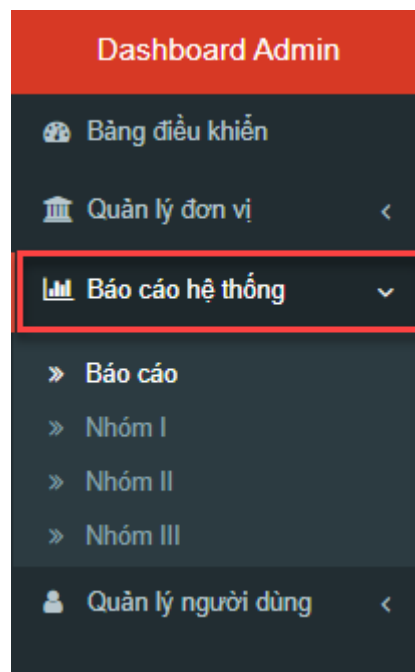 Dashboard Admin
Bảng điều khiển
Quản lý đơn vị
Báo cáo hệ thống
Báo cáo
Nhóm I
Nhóm II
Nhóm III
Quản lý người dùng